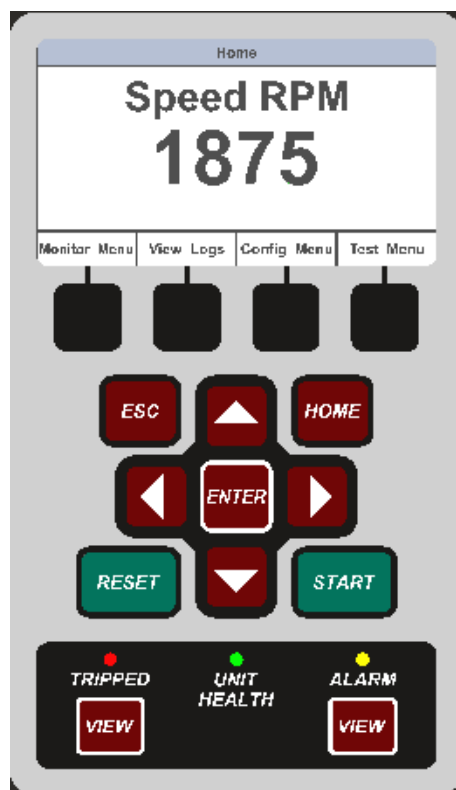 Home
Speed RPM
1875
Monitor Menu View Logs Config Menu Test Menu
ESC HOME
ENTER
RESET START
TRIPPED UNIT HEALTH ALARM
VIEW VIEW